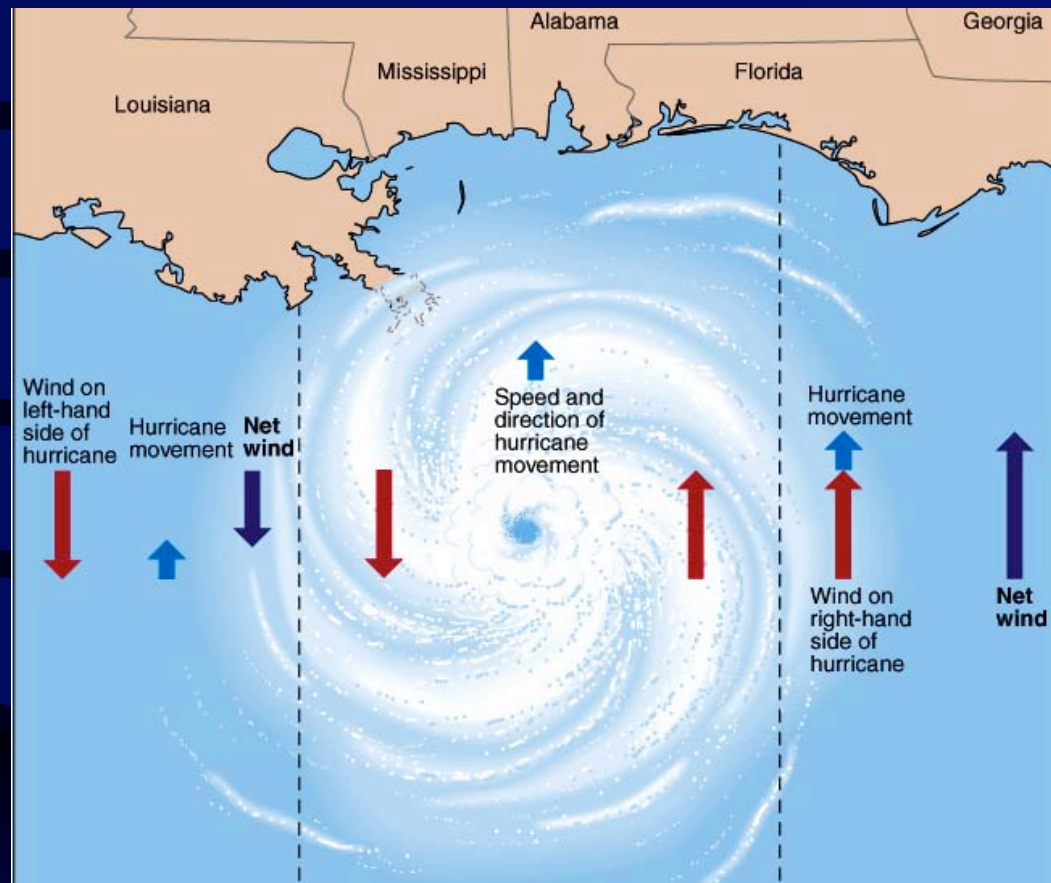 Alabama
Georgia
Mississippi
Florida
Louisiana
Wind on
left-hand
side of
hurricane
Hurricane
movement
Net
wind
Speed and
direction of
hurricane
movement
Hurricane
movement
Wind on
right-hand
side of
hurricane
Net
wind